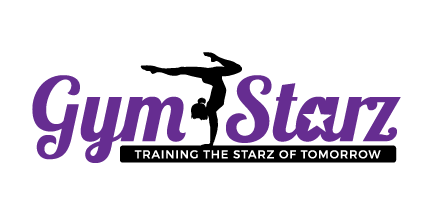 Gym Starz
TRAINING THE STARZ OF TOMORROW